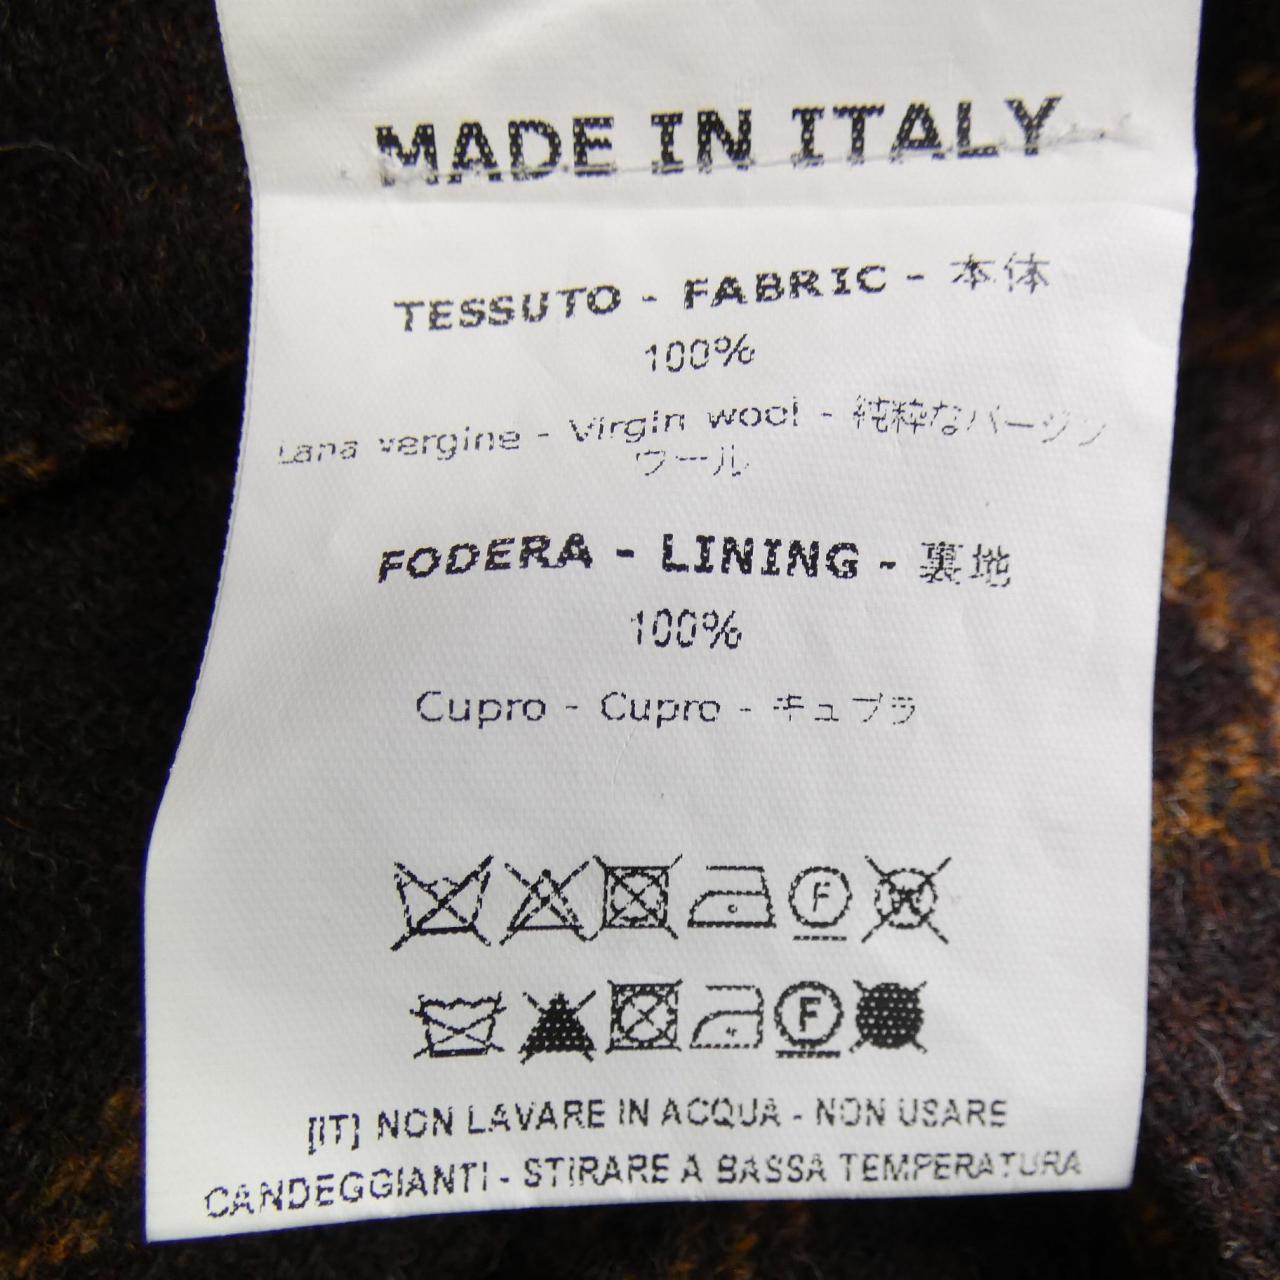 MADE IN ITALY
TESSUTO - FABRIC - 本体
100%
Lana vergine - Virgin wool - 純粋なバージン
ウール
FODERA - LINING - 裏地
100%
Cupro - Cupro - キュプラ
F W
F
[IT] NON LAVARE IN ACQUA - NON USARE
CANDEGGIANTI - STIRARE A BASSA TEMPERATURA